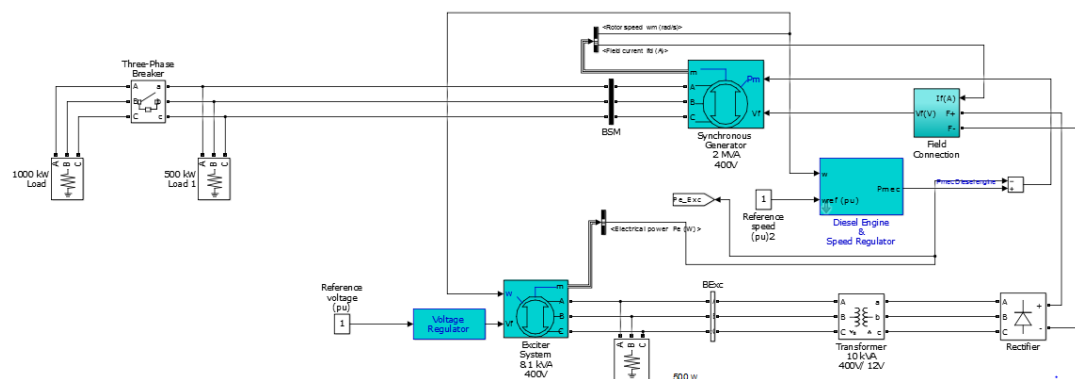 <Rotor speed wm (rad/s)>
<Field current ifd (A)>
Three-Phase
Breaker
A a
B b
C c
m
A
B
C
Pm
Vf
BSM
Synchronous
Generator
2 MVA
400V
If(A)
Vf(V) F+
F-
Field
Connection
A B C
1000 kW
Load
A B C
500 kW
Load 1
w
wref (pu)
Pmec
Pmec Diesel engine
-
+
Pe_Exc
1
Reference
speed
(pu)2
Diesel Engine
&
Speed Regulator
<Electrical power Pe (W)>
Reference
voltage
(pu)
1
Voltage
Regulator
w
Vf
m
A
B
C
Exciter
System
8.1 kVA
400V
BExc
A a
B b
C c
Transformer
10 kVA
400V/ 12V
A +
B
C -
Rectifier
A B C
500 w